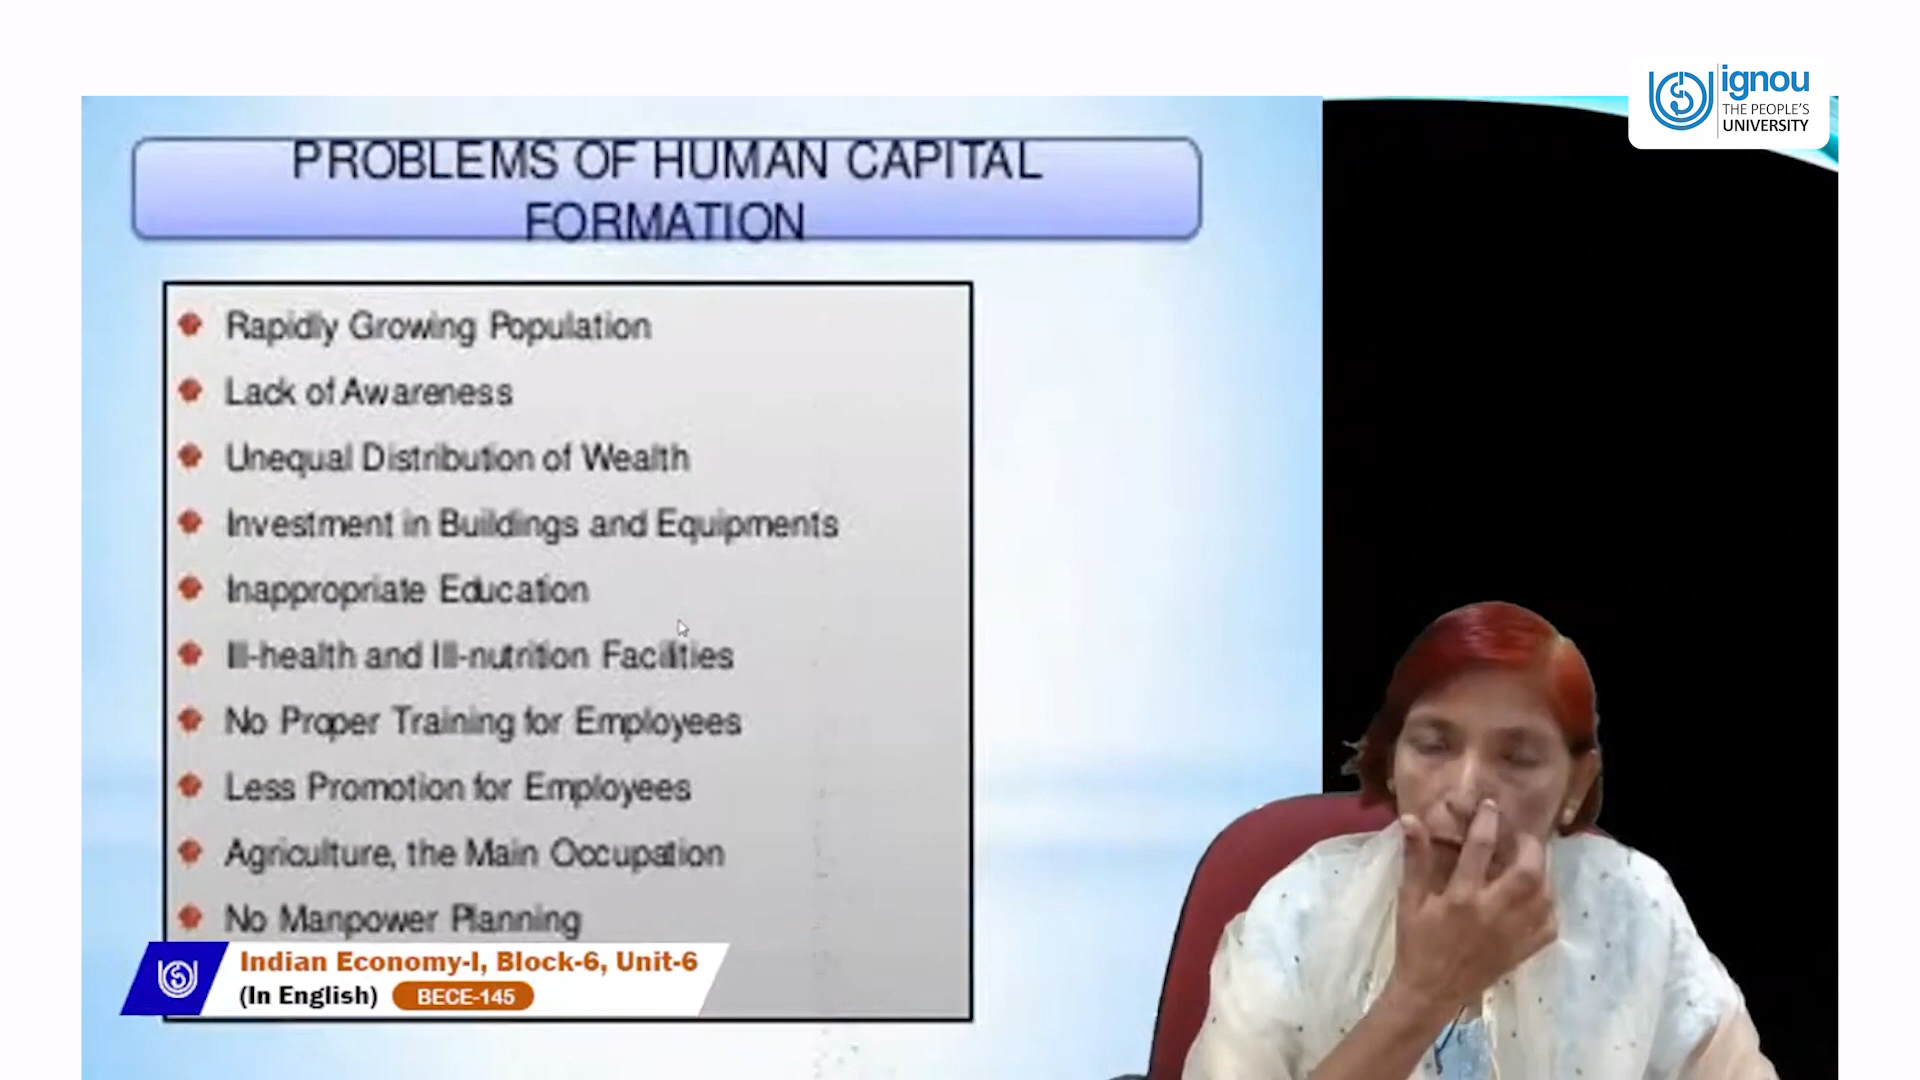 ignou
THE PEOPLE'S
UNIVERSITY
PROBLEMS OF HUMAN CAPITAL
FORMATION
Rapidly Growing Population
Lack of Awareness
Unequal Distribution of Wealth
Investment in Buildings and Equipments
Inappropriate Education
Ill-health and Ill-nutrition Facilities
No Proper Training for Employees
Less Promotion for Employees
Agriculture, the Main Occupation
No Manpower Planning
Indian Economy-I, Block-6, Unit-6
(In English) BECE-145